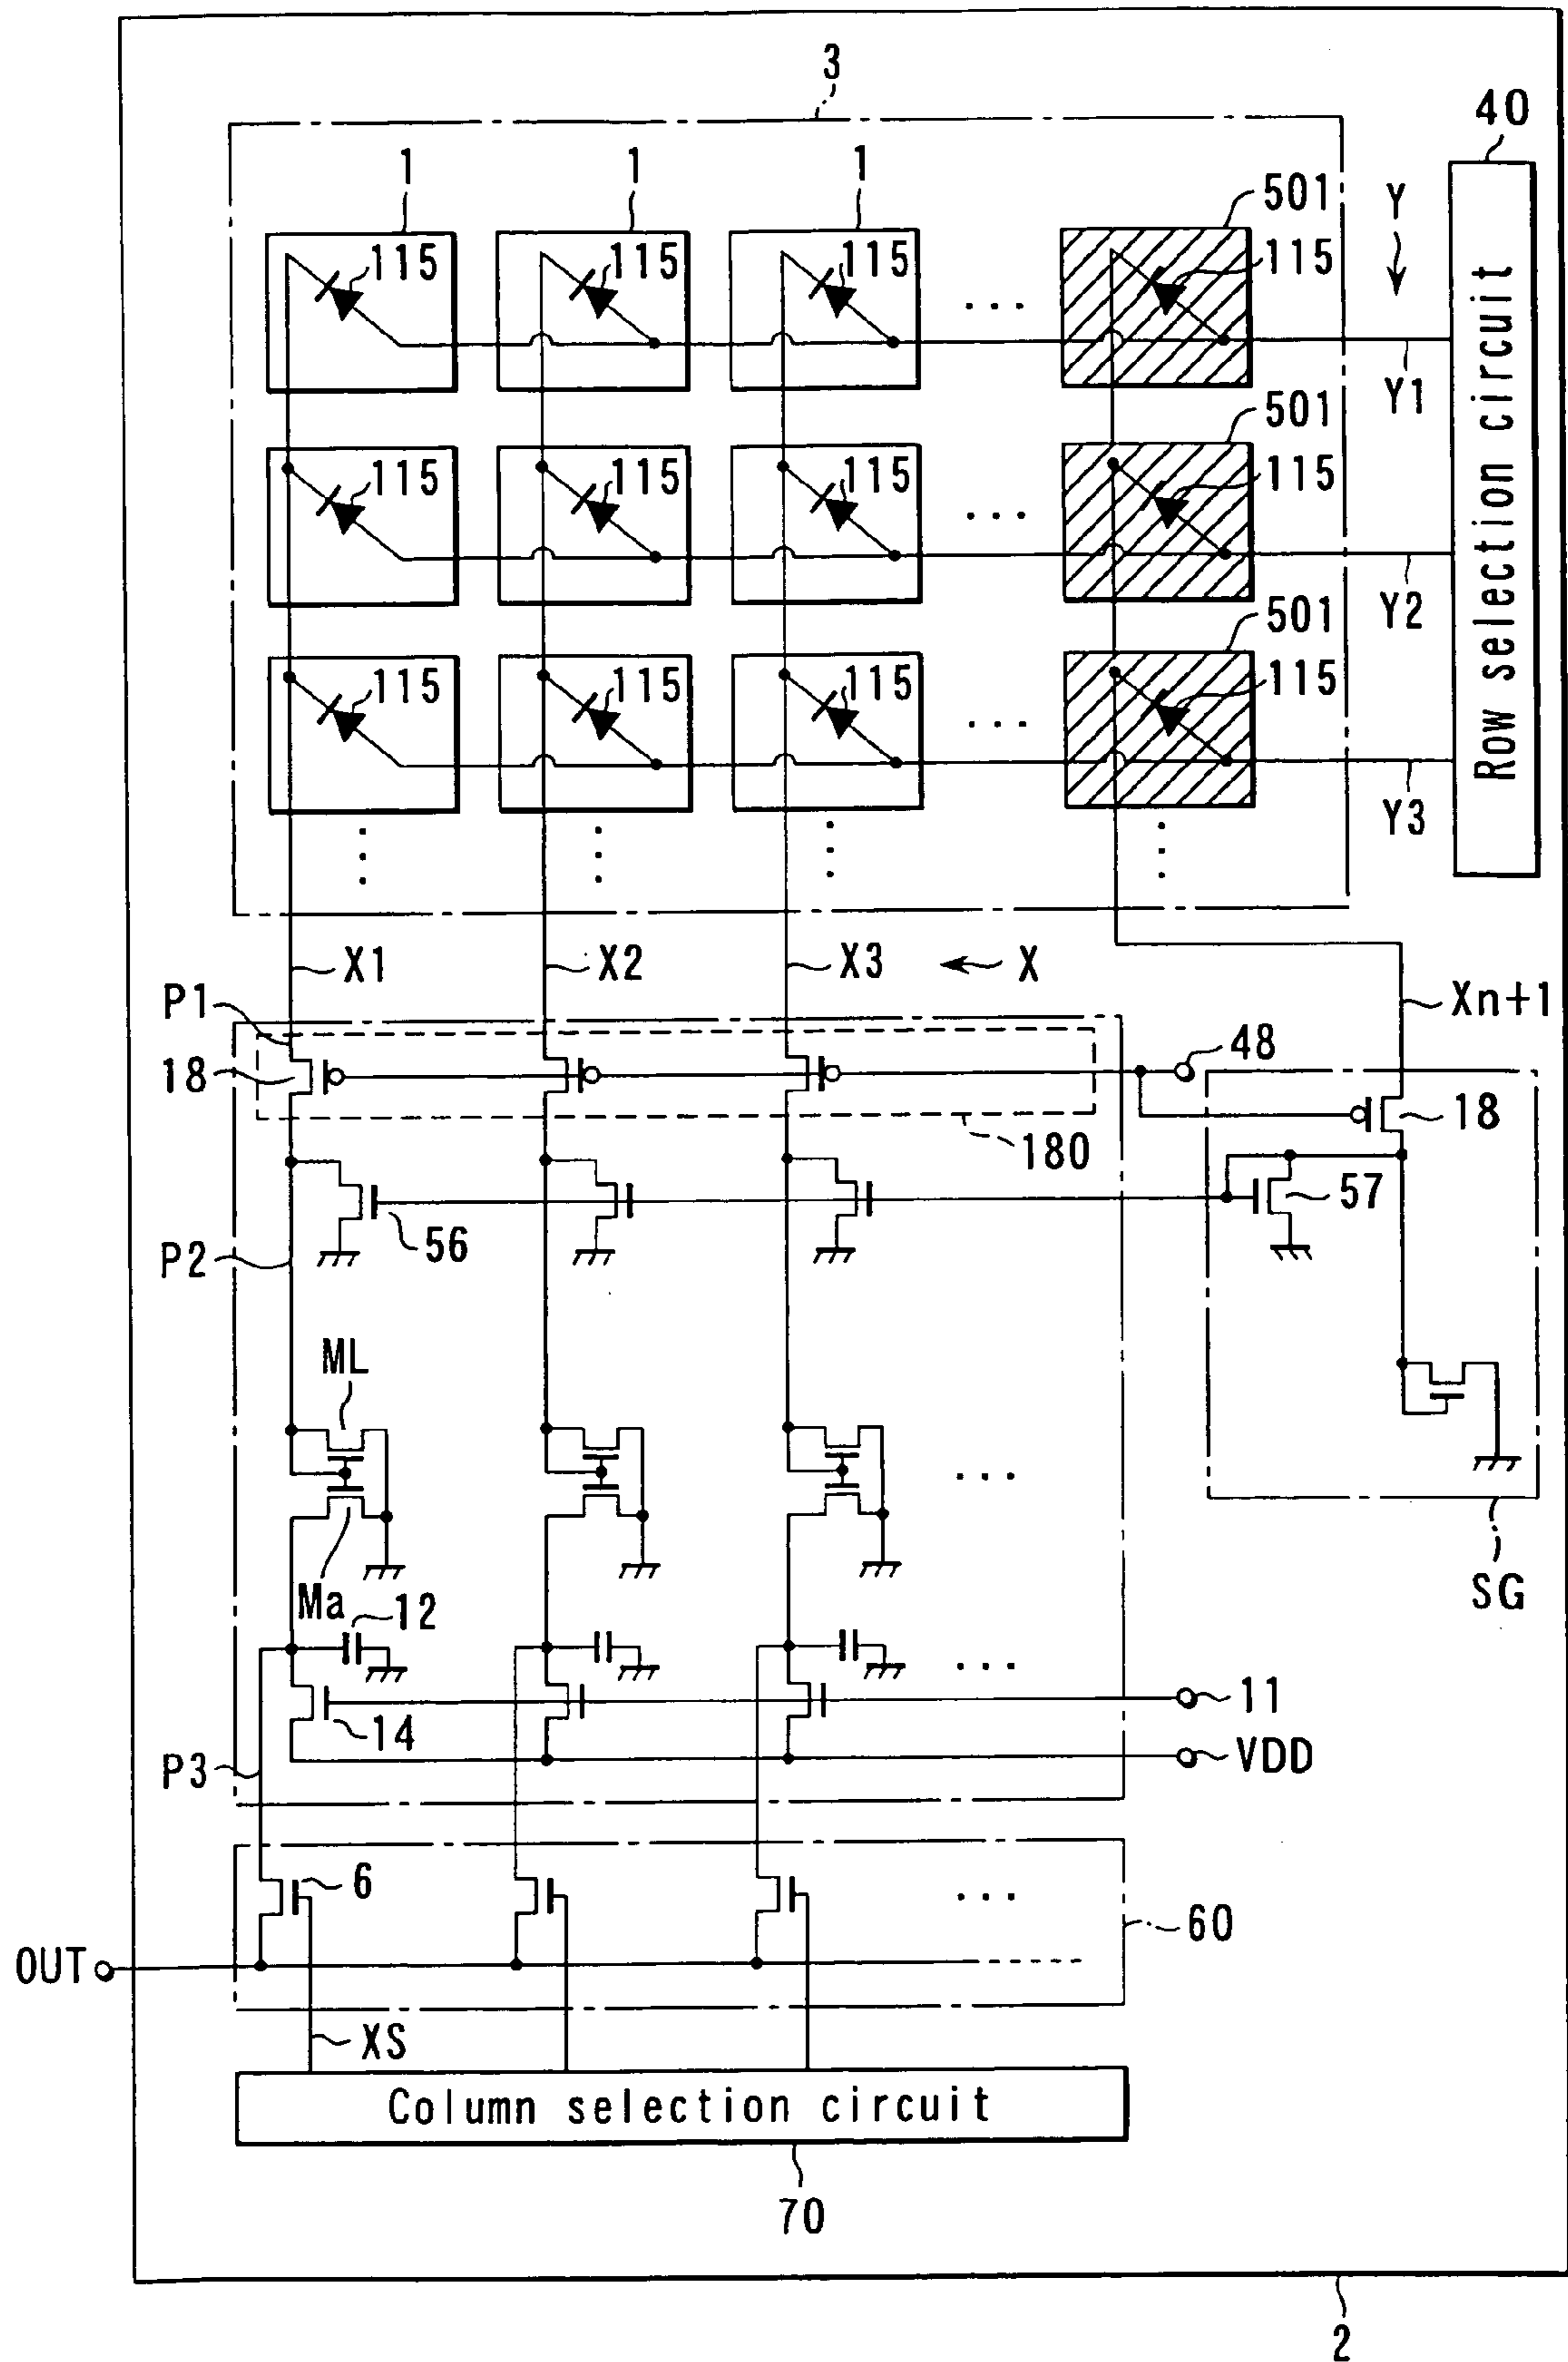 3
40
1 1 1
501 Y
115 115 115 115
Y1
501
115 115 115 115
Y2
501
115 115 115 115
Y3
Row selection circuit
X1 X2 X3 X
P1 Xn+1
48
18 18
180
57
56
P2
ML
Ma
12
SG
11
14
VDD
P3
6
60
OUT
XS
Column selection circuit
70
2